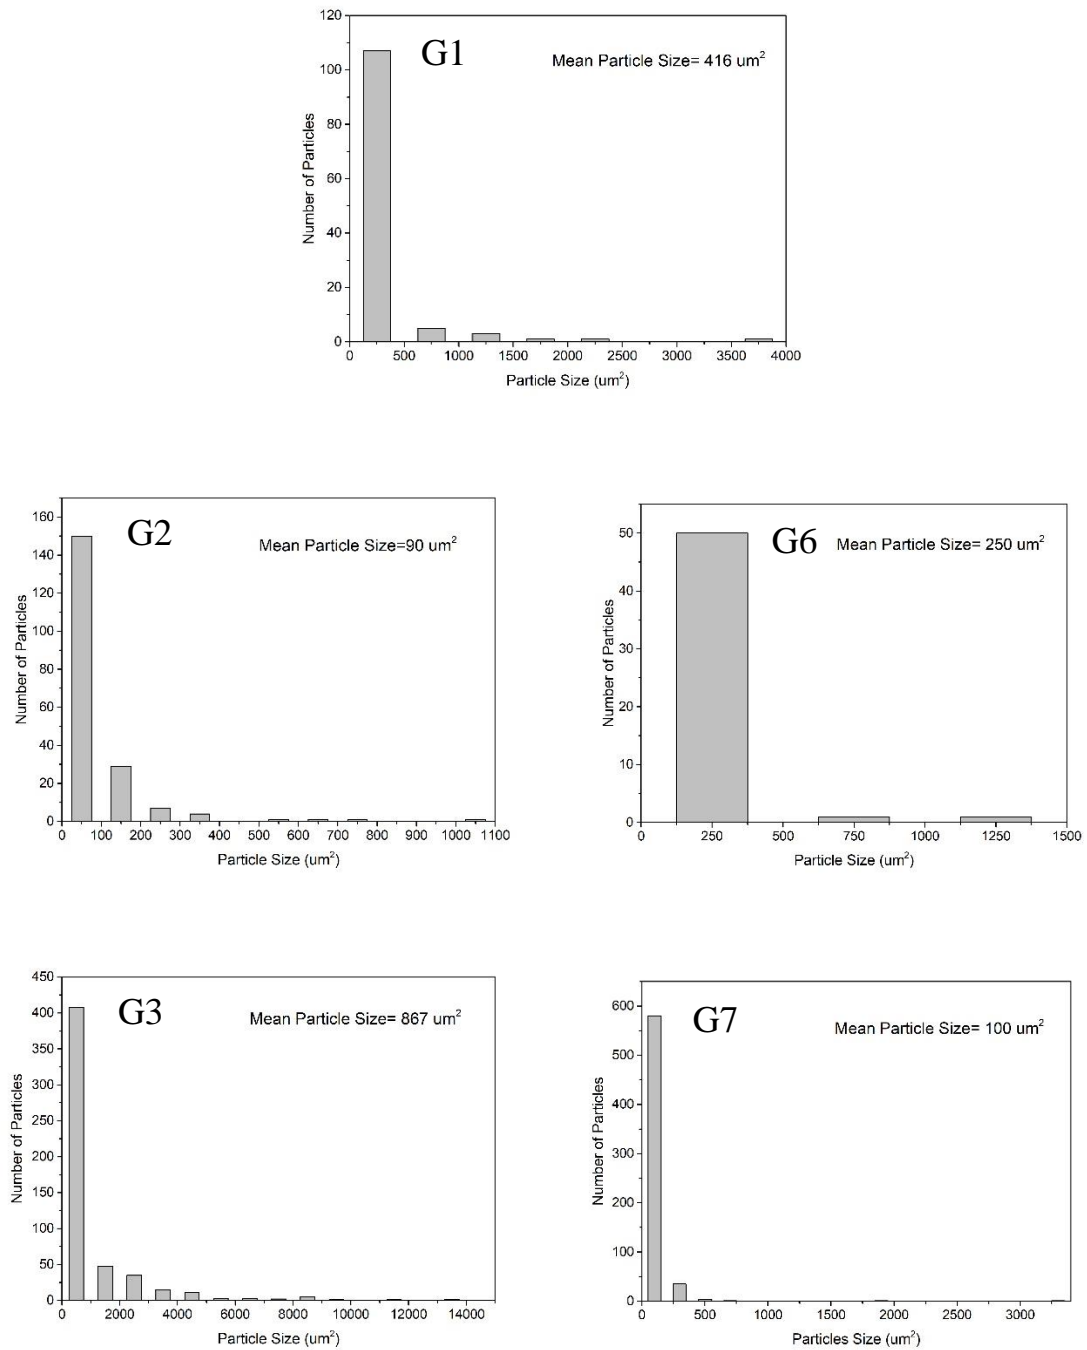 G1
Mean Particle Size= 416 um²
Number of Particles
120
100
80
60
40
20
0
0 500 1000 1500 2000 2500 3000 3500 4000
Particle Size (um²)
G2
Mean Particle Size=90 um²
Number of Particles
160
140
120
100
80
60
40
20
0
0 100 200 300 400 500 600 700 800 900 1000 1100
Particle Size (um²)
G6
Mean Particle Size= 250 um²
Number of Particles
50
40
30
20
10
0
0 250 500 750 1000 1250 1500
Particle Size (um²)
G3
Mean Particle Size= 867 um²
Number of Particles
450
400
350
300
250
200
150
100
50
0
0 2000 4000 6000 8000 10000 12000 14000
Particle Size (um²)
G7
Mean Particle Size= 100 um²
Number of Particles
600
500
400
300
200
100
0
0 500 1000 1500 2000 2500 3000
Particles Size (um²)